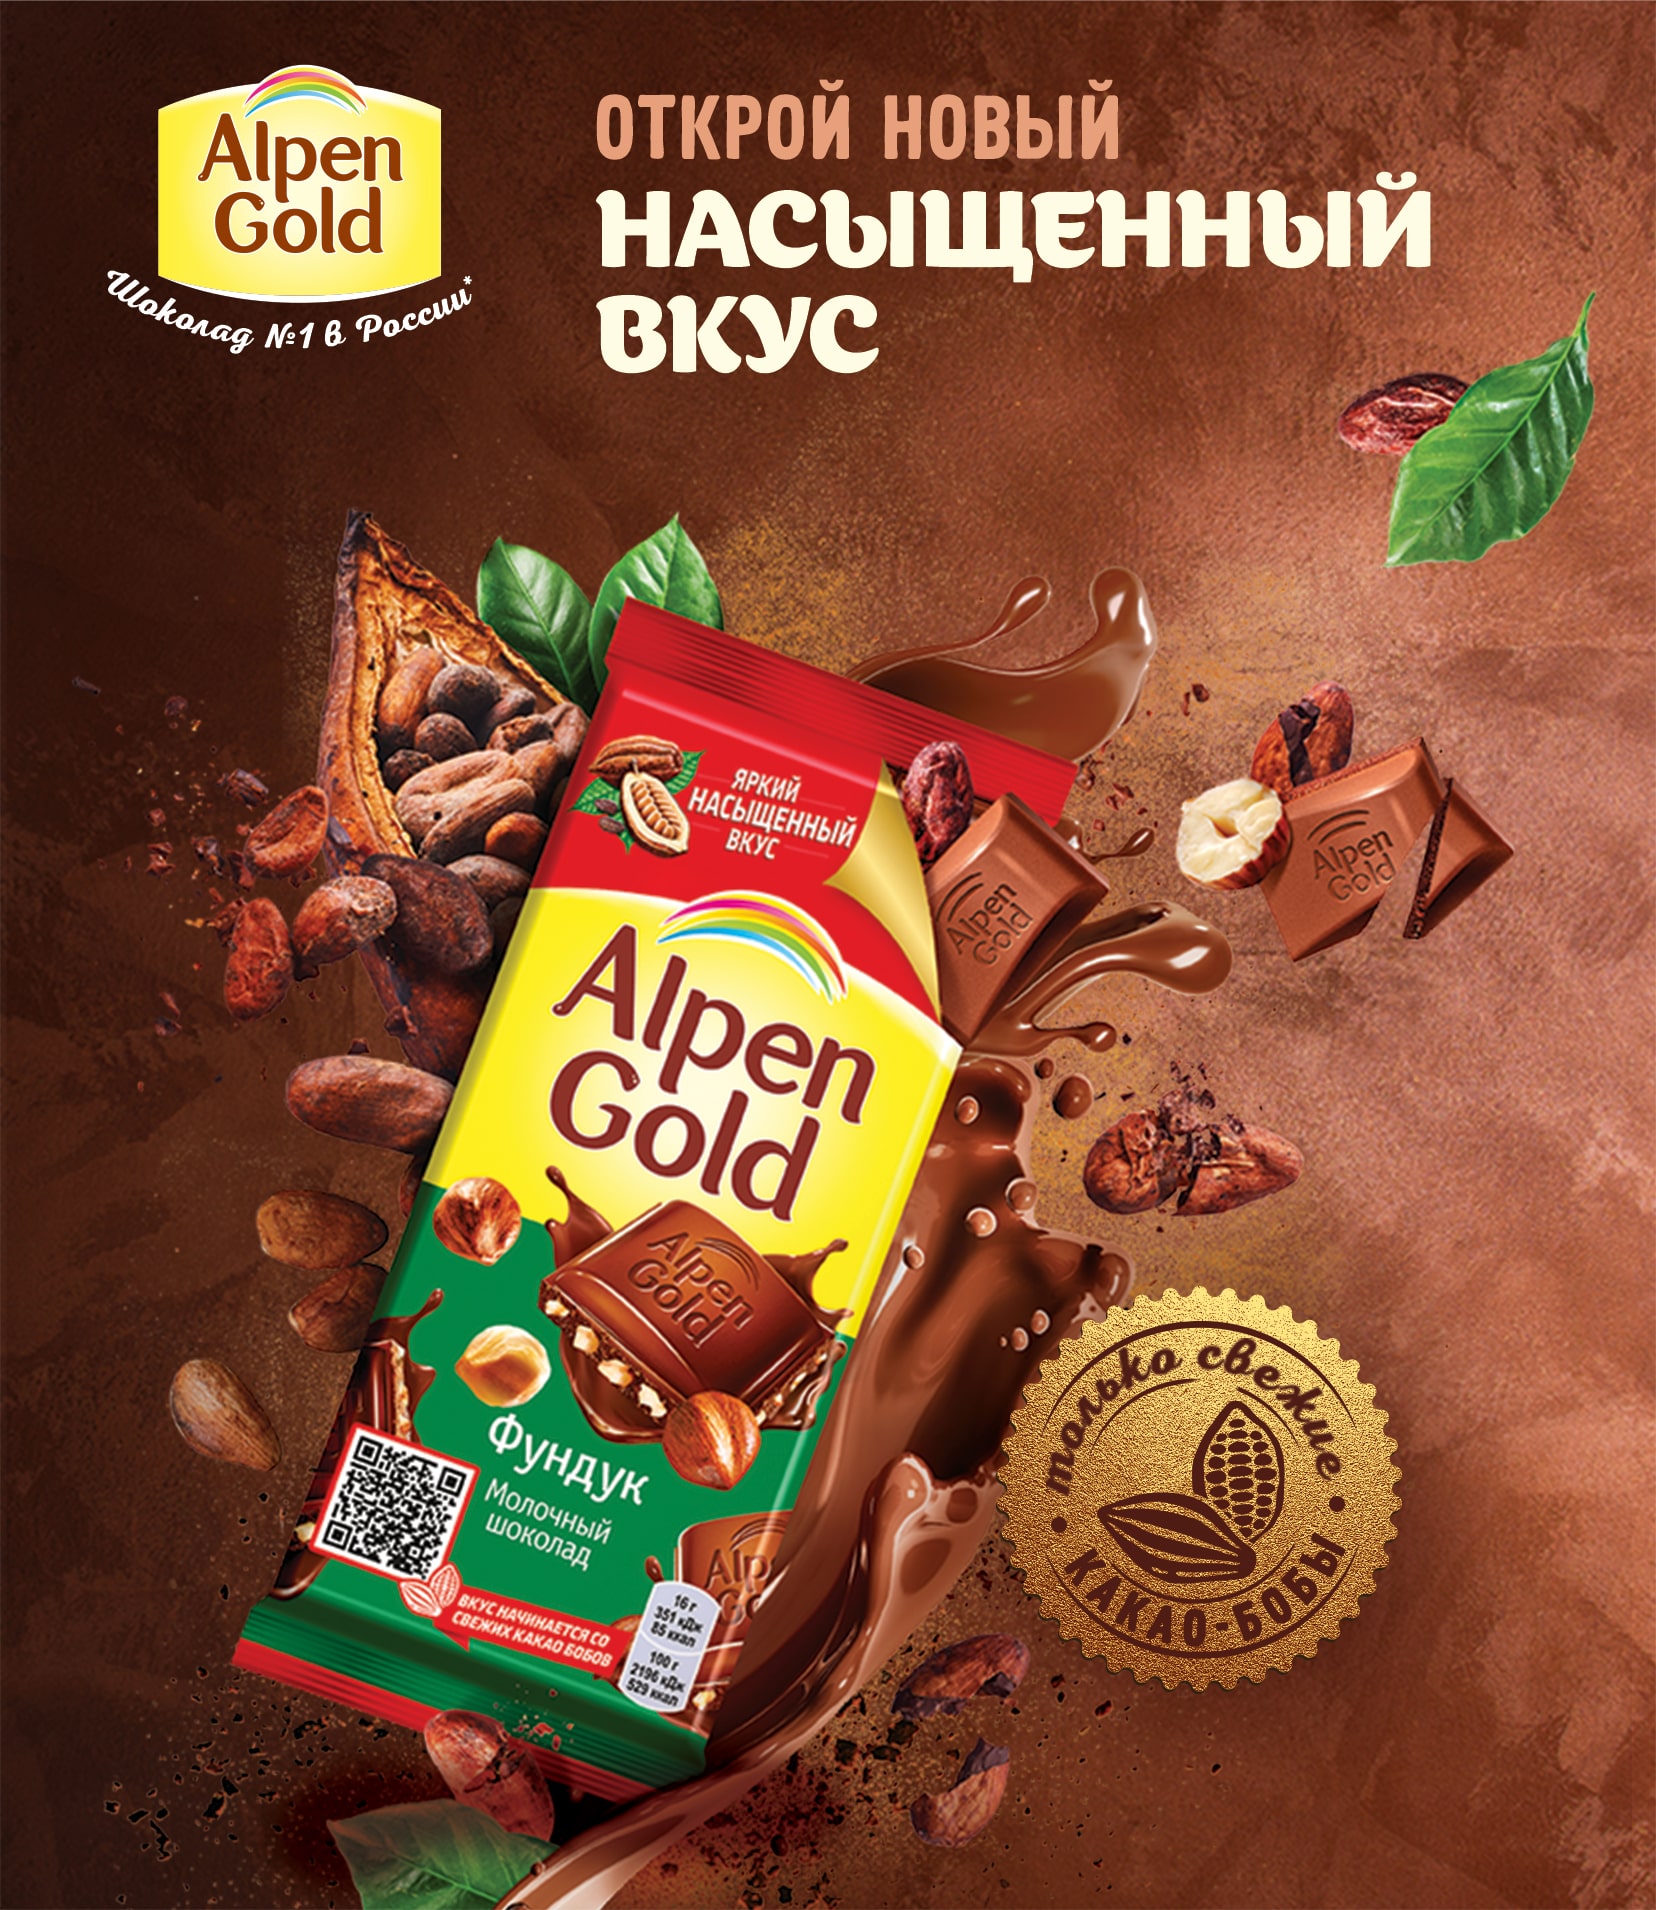 Alpen
Gold
Шоколад №1 в России*
ОТКРОЙ НОВЫЙ
НАСЫЩЕННЫЙ
ВКУС
ЯРКИЙ
НАСЫЩЕННЫЙ
ВКУС
Alpen
Gold
Alpen
Gold
Alpen
Gold
Alpen
Gold
Фундук
Молочный
шоколад
Alp
Go
16 г
351 кДж
85 ккал
100 г
2196 кДж
529 ккал
ВКУС НАЧИНАЕТСЯ СО
СВЕЖИХ КАКАО БОБОВ
только свежие
КАКАО-БОБЫ